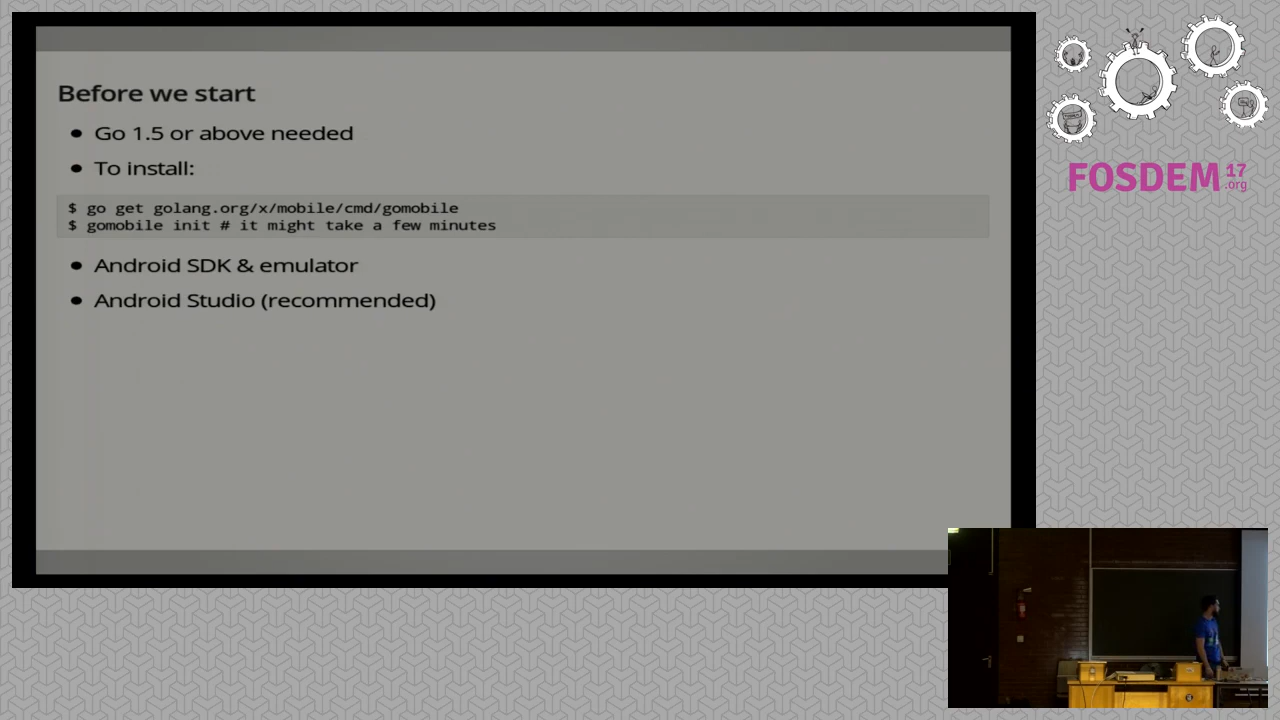 Before we start
• Go 1.5 or above needed
• To install:
$ go get golang.org/x/mobile/cmd/gomobile
$ gomobile init # it might take a few minutes
• Android SDK & emulator
• Android Studio (recommended)
FOSDEM 17
.org